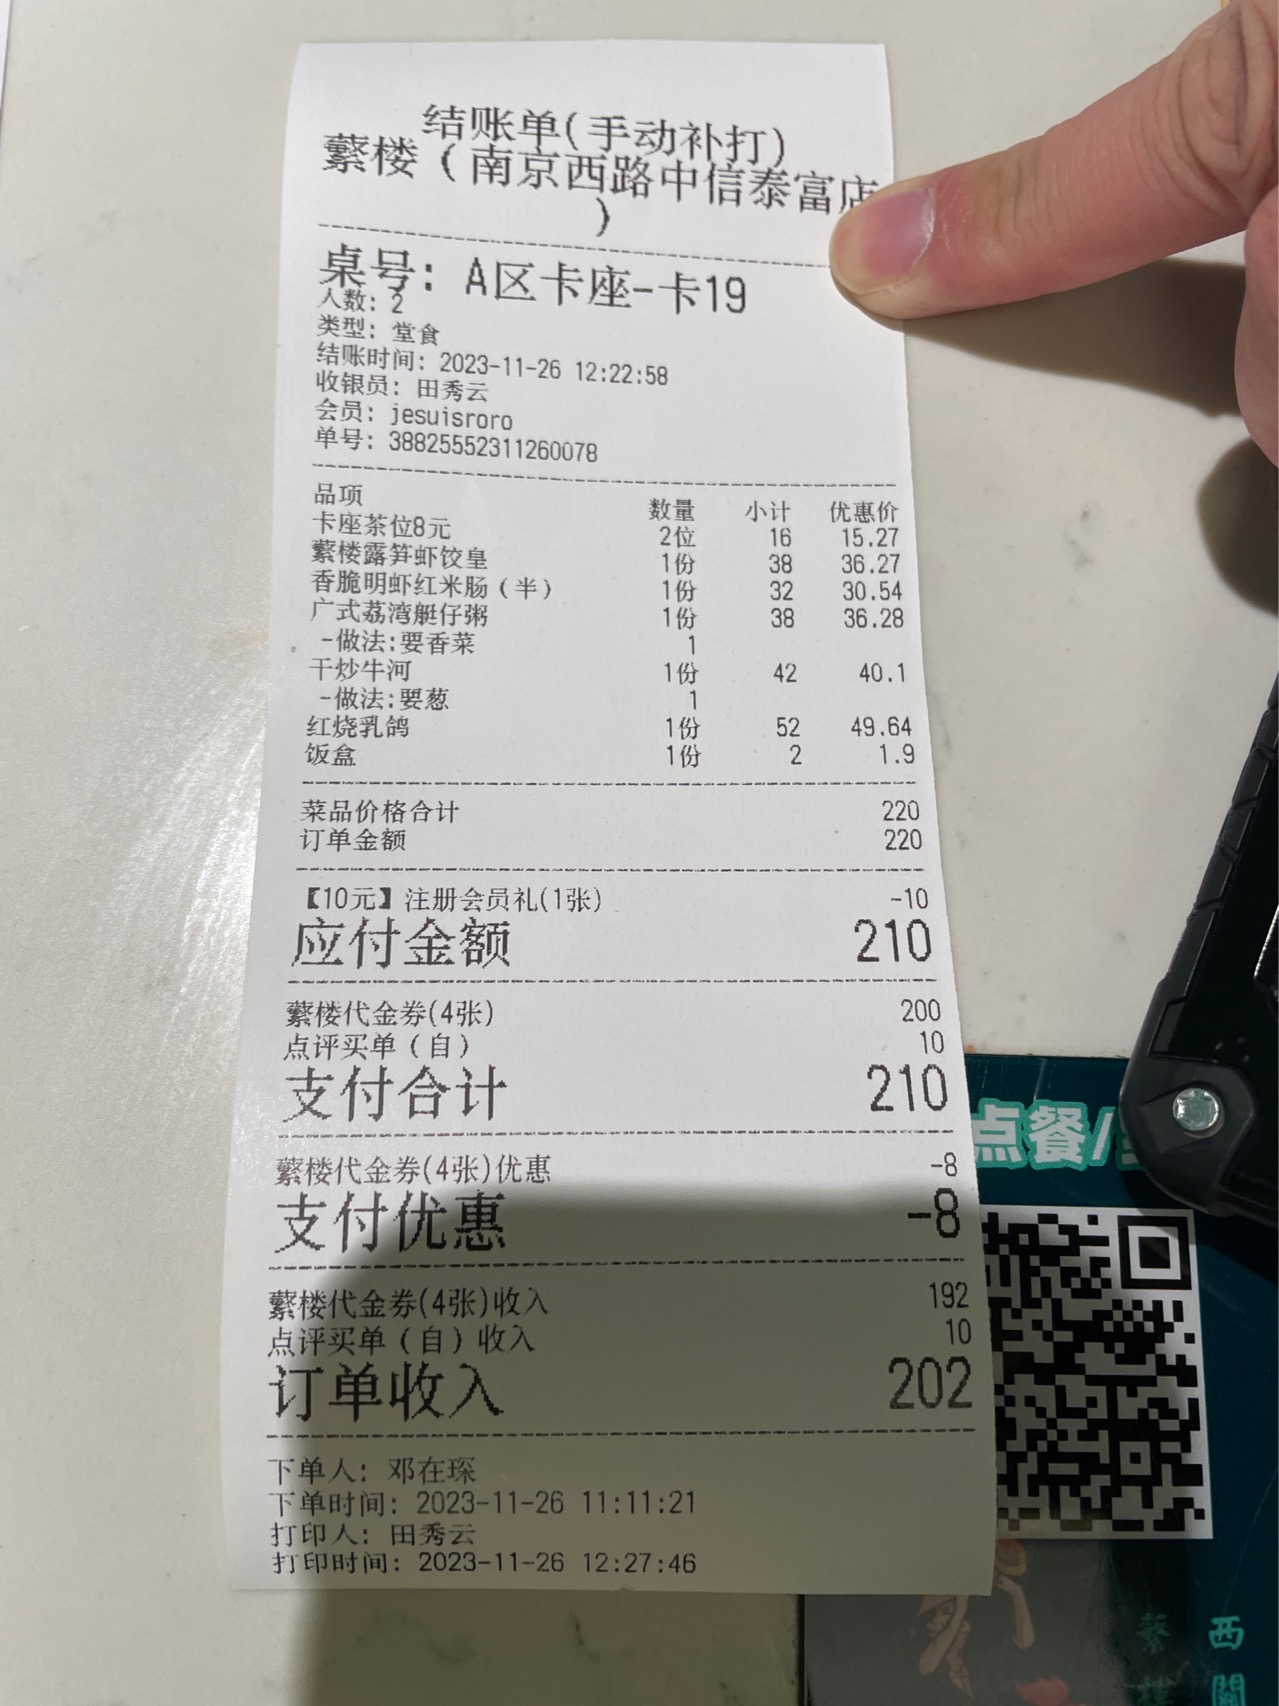 结账单(手动补打)
蘩楼(南京西路中信泰富店
)
桌号: A区卡座-卡19
人数: 2
类型: 堂食
结账时间: 2023-11-26 12:22:58
收银员: 田秀云
会员: jesuisroro
单号: 38825552311260078
品项 数量 小计 优惠价
卡座茶位8元 2位 16 15.27
蘩楼露笋虾饺皇 1份 38 36.27
香脆明虾红米肠(半) 1份 32 30.54
广式荔湾艇仔粥 1份 38 36.28
-做法:要香菜 1
干炒牛河 1份 42 40.1
-做法:要葱 1
红烧乳鸽 1份 52 49.64
饭盒 1份 2 1.9
菜品价格合计 220
订单金额 220
【10元】注册会员礼(1张) -10
应付金额 210
蘩楼代金券(4张) 200
点评买单(自) 10
支付合计 210
蘩楼代金券(4张)优惠 -8
支付优惠 -8
蘩楼代金券(4张)收入 192
点评买单(自)收入 10
订单收入 202
下单人: 邓在琛
下单时间: 2023-11-26 11:11:21
打印人: 田秀云
打印时间: 2023-11-26 12:27:46
点餐/
蘩楼
西關